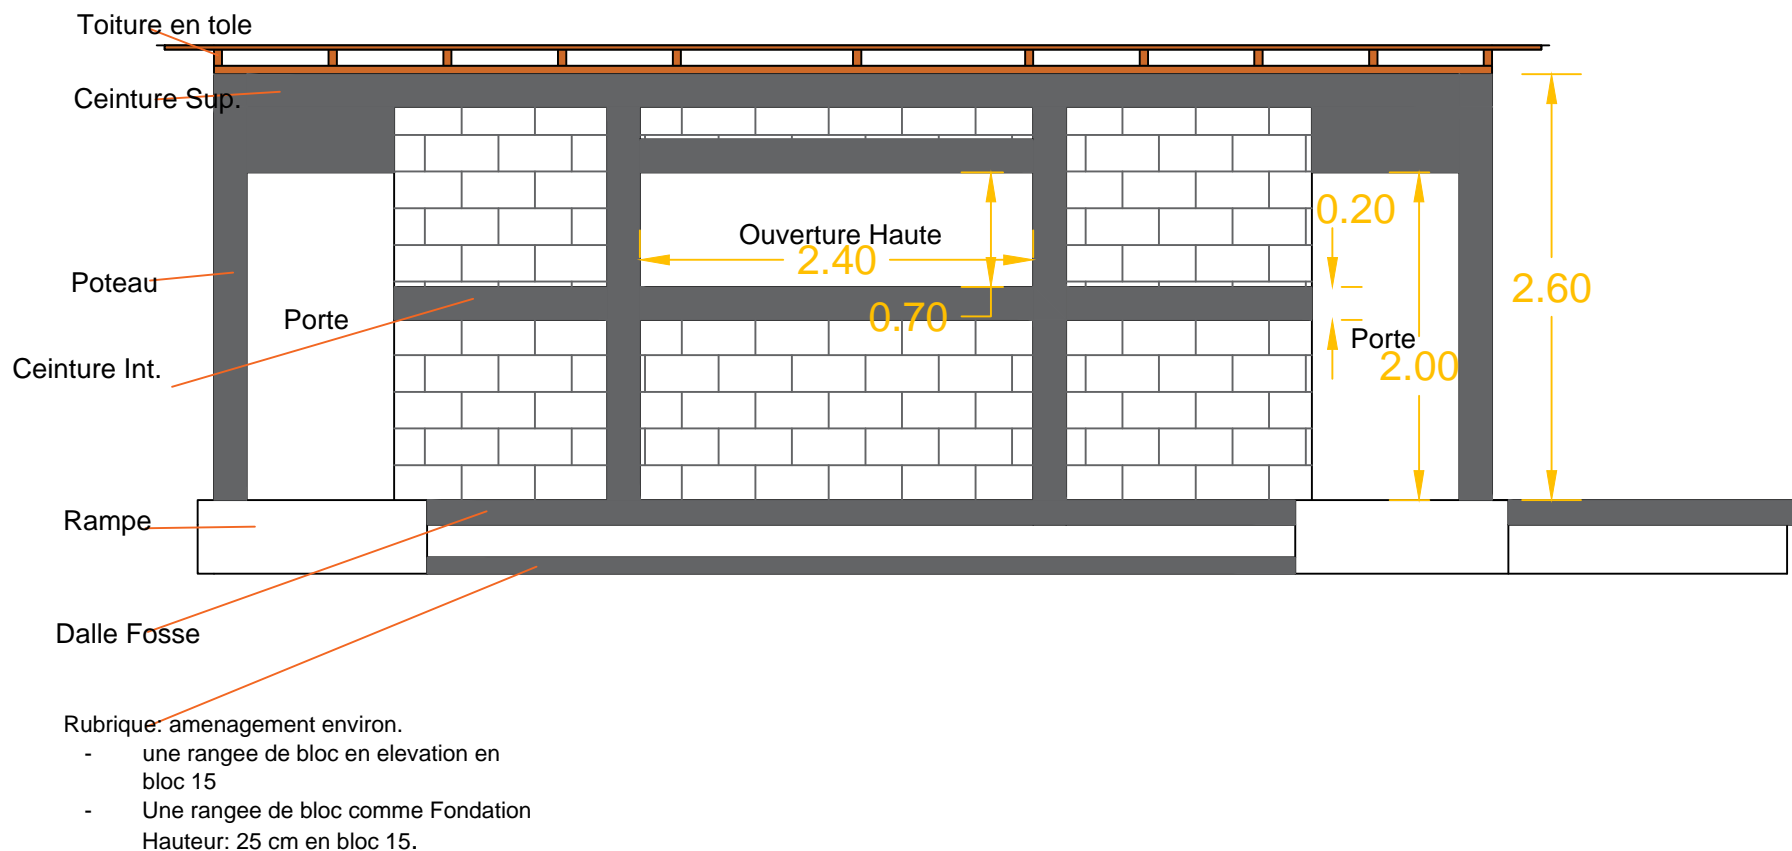 Toiture en tole
Ceinture Sup.
0.20
Ouverture Haute
2.40
Poteau
2.60
Porte
0.70
Porte
2.00
Ceinture Int.
Rampe
Dalle Fosse
Rubrique: amenagement environ.
- une rangee de bloc en elevation en
bloc 15
- Une rangee de bloc comme Fondation
Hauteur: 25 cm en bloc 15.